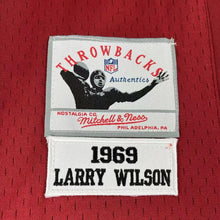 THROWBACKS
NFL
Authentics
NOSTALGIA CO.
Mitchell & Ness
PHILADELPHIA, PA
1969
LARRY WILSON